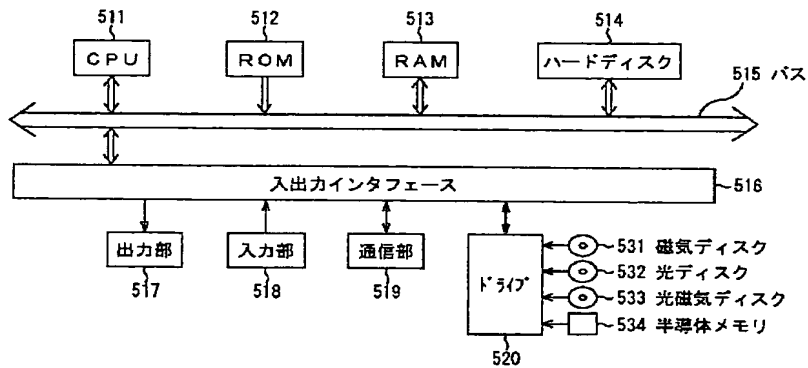 511
512
513
514
CPU
ROM
RAM
ハードディスク
515 バス
入出力インタフェース
516
出力部
入力部
通信部
ドライブ
531 磁気ディスク
532 光ディスク
533 光磁気ディスク
534 半導体メモリ
517
518
519
520